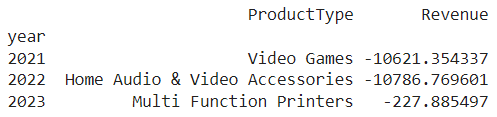 ProductType Revenue
year
2021 Video Games -10621.354337
2022 Home Audio & Video Accessories -10786.769601
2023 Multi Function Printers -227.885497